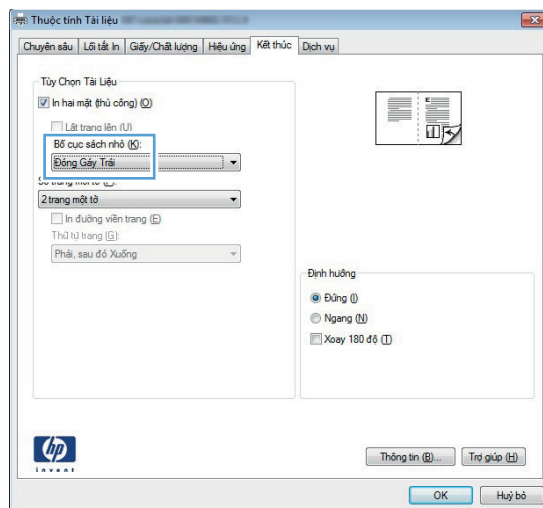 Thuộc tính Tài liệu
Chuyên sâu Lối tắt In Giấy/Chất lượng Hiệu ứng Kết thúc Dịch vụ
Tùy Chọn Tài Liệu
In hai mặt (thủ công) (O)
Lật trang lên (U)
Bố cục sách nhỏ (K):
Đóng Gáy Trái
2 trang một tờ
In đường viền trang (E)
Thứ tự trang (G):
Phải, sau đó Xuống
Định hướng
Đứng (I)
Ngang (N)
Xoay 180 độ (T)
hp
invent
Thông tin (B)... Trợ giúp (H)
OK Huỷ bỏ